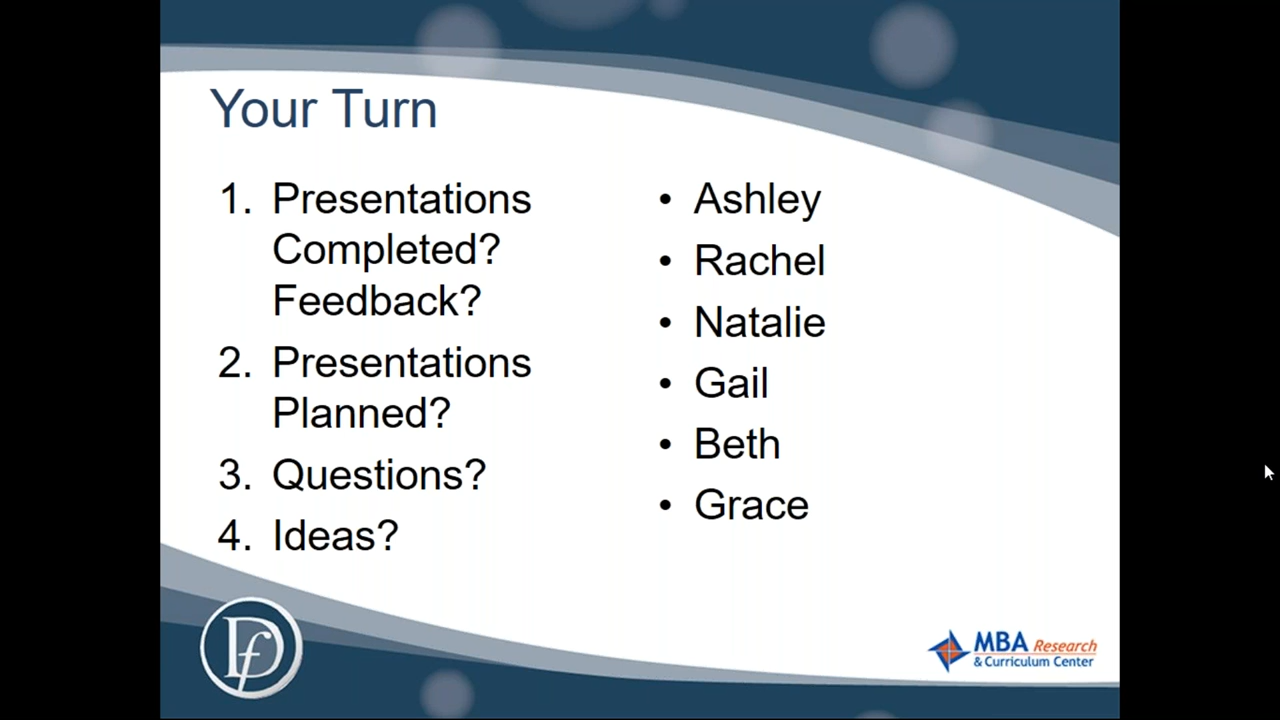 Your Turn
1. Presentations
Completed?
Feedback?
2. Presentations
Planned?
3. Questions?
4. Ideas?
• Ashley
• Rachel
• Natalie
• Gail
• Beth
• Grace
Df
MBA Research
& Curriculum Center